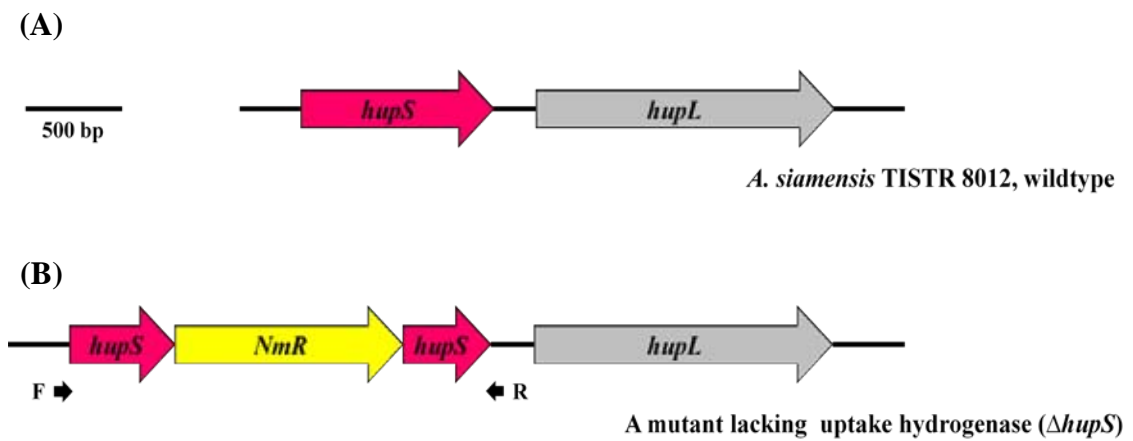 (A)
hupS
hupL
500 bp
A. siamensis TISTR 8012, wildtype
(B)
hupS
NmR
hupS
hupL
F
R
A mutant lacking uptake hydrogenase (ΔhupS)